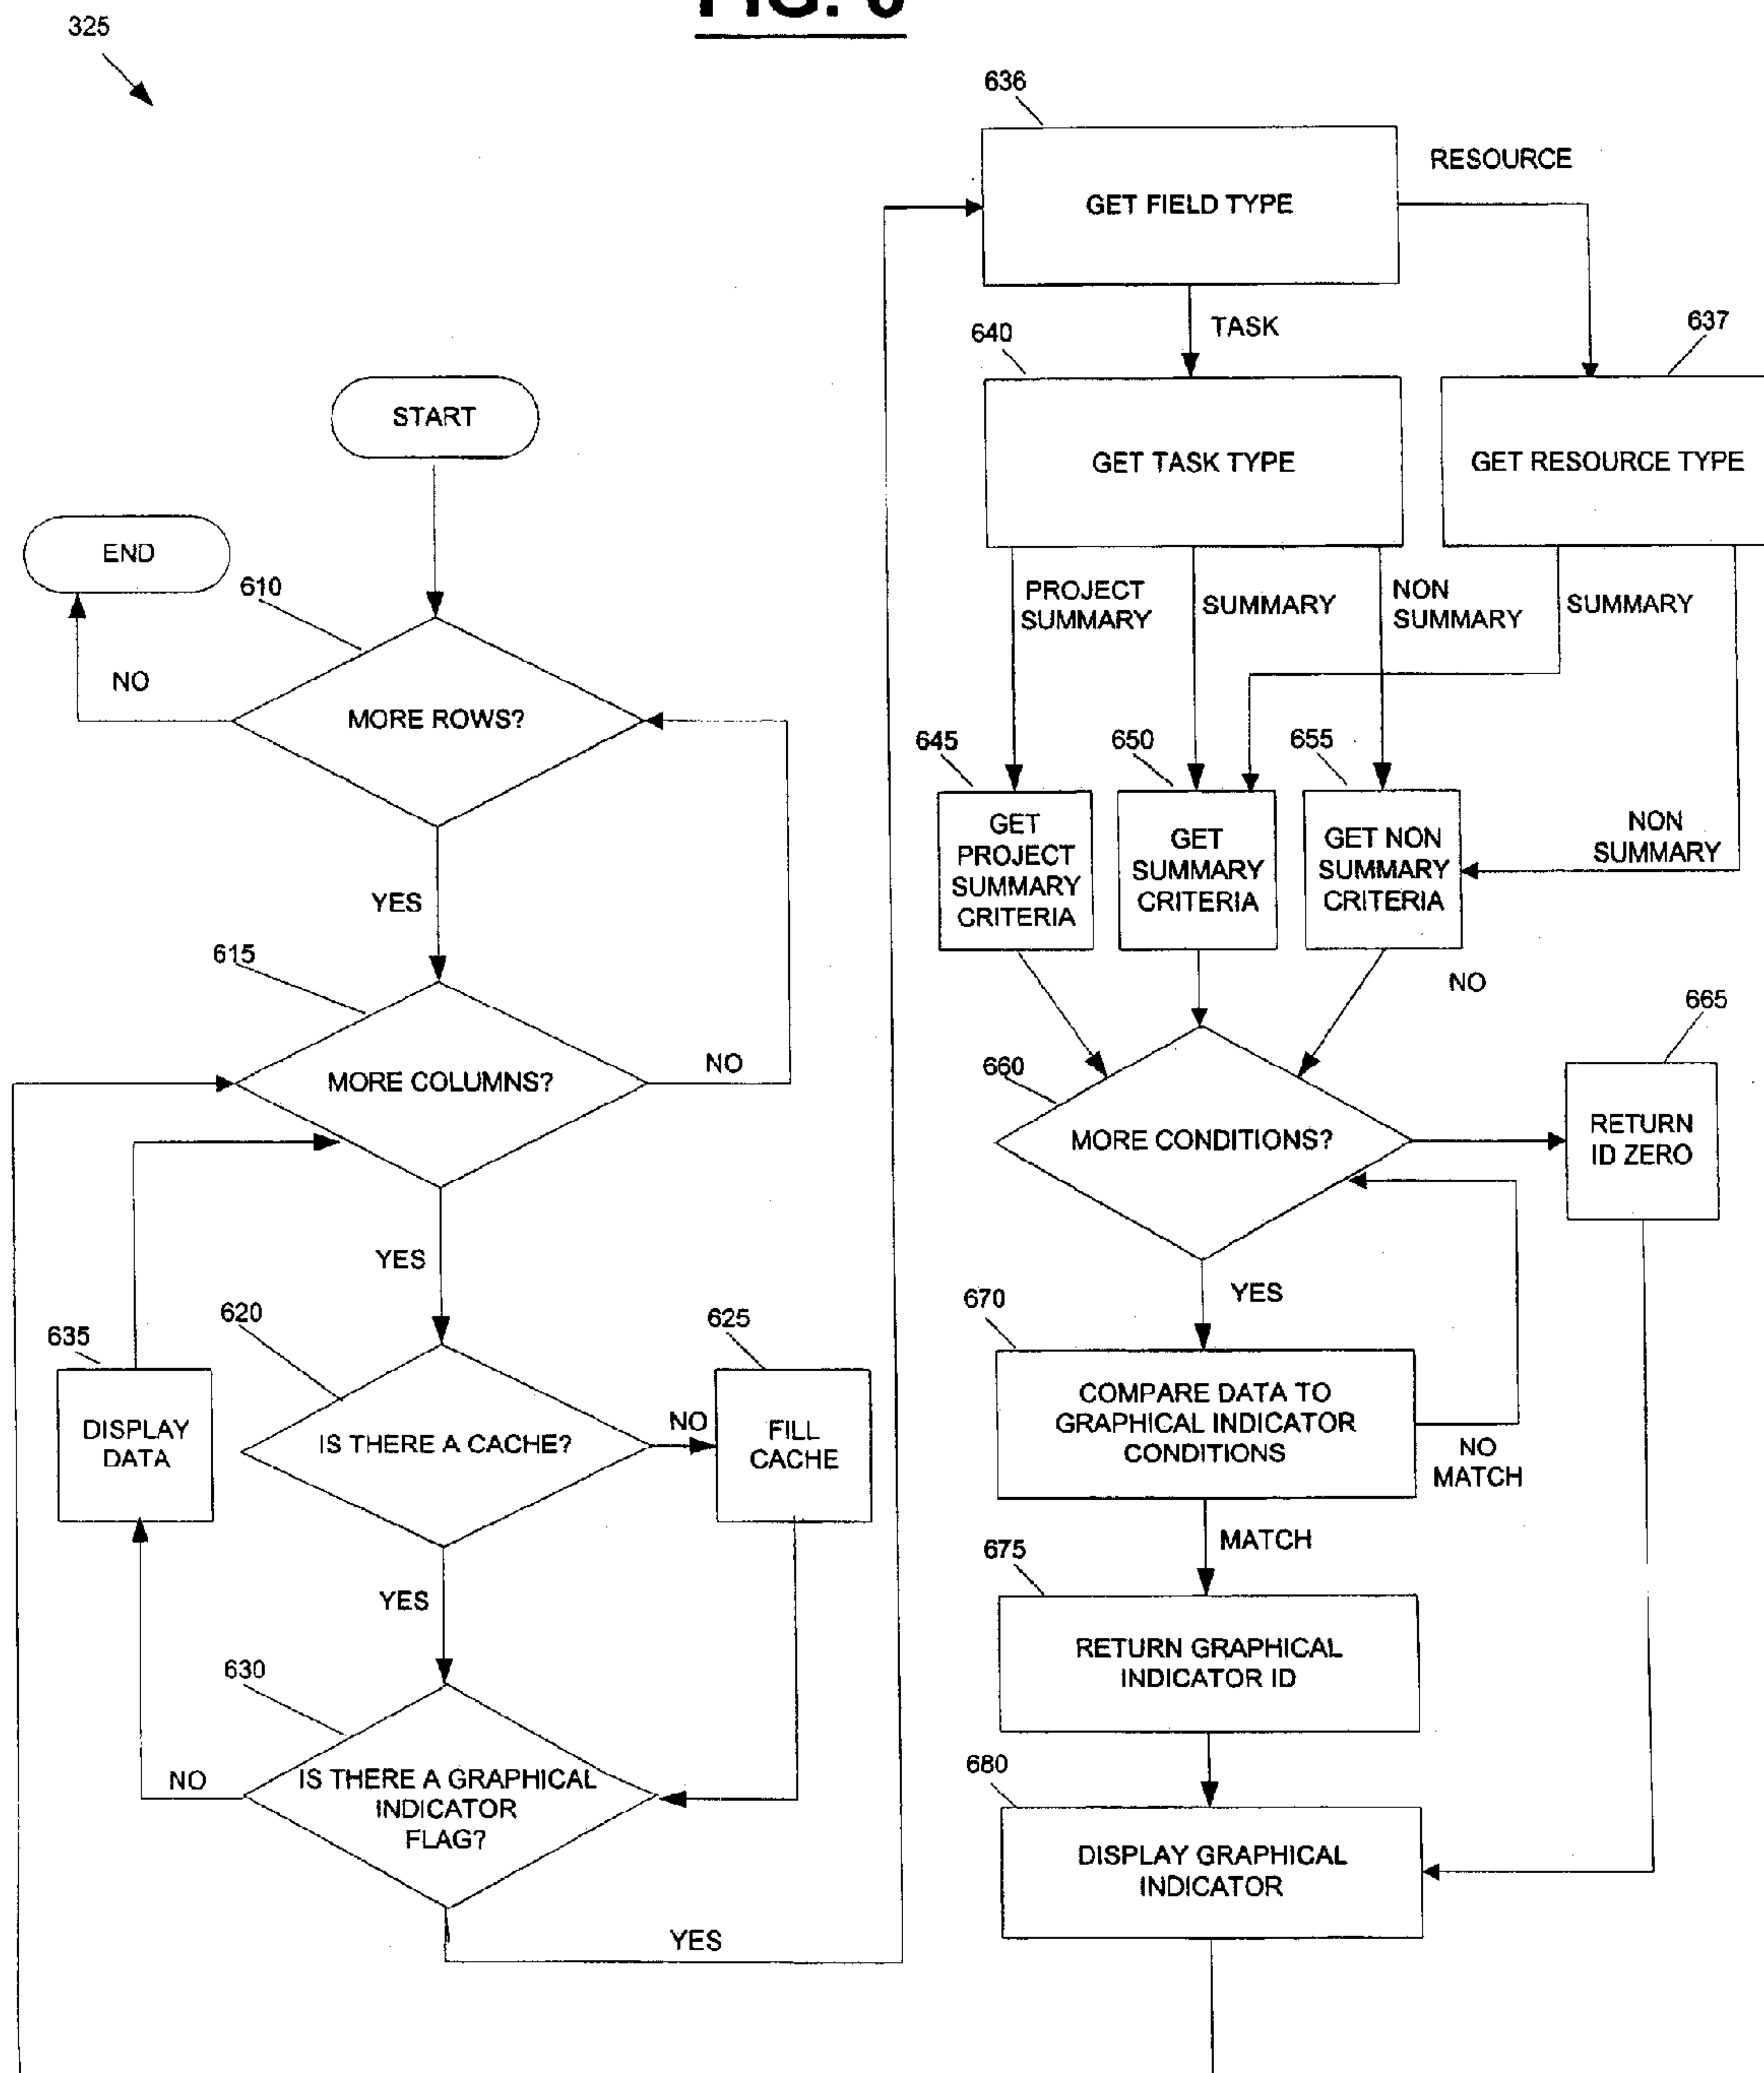 FIG. 6
325
636
RESOURCE
GET FIELD TYPE
TASK
640
637
START
GET TASK TYPE
GET RESOURCE TYPE
END
610
PROJECT
SUMMARY
SUMMARY
NON
SUMMARY
SUMMARY
NO
MORE ROWS?
645
650
655
GET
PROJECT
SUMMARY
CRITERIA
GET
SUMMARY
CRITERIA
GET NON
SUMMARY
CRITERIA
NON
SUMMARY
YES
615
NO
665
MORE COLUMNS?
NO
660
MORE CONDITIONS?
RETURN
ID ZERO
YES
YES
620
625
670
635
DISPLAY
DATA
IS THERE A CACHE?
NO
FILL
CACHE
COMPARE DATA TO
GRAPHICAL INDICATOR
CONDITIONS
NO
MATCH
MATCH
675
YES
630
RETURN GRAPHICAL
INDICATOR ID
680
NO
IS THERE A GRAPHICAL
INDICATOR
FLAG?
DISPLAY GRAPHICAL
INDICATOR
YES